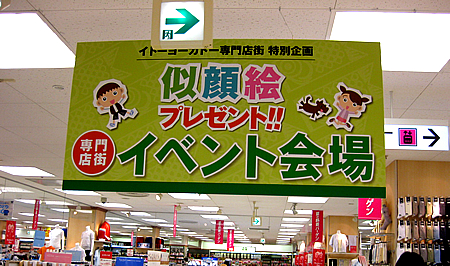 イトーヨーカドー専門店街 特別企画
似顔絵
プレゼント!!
専門
店街
イベント会場